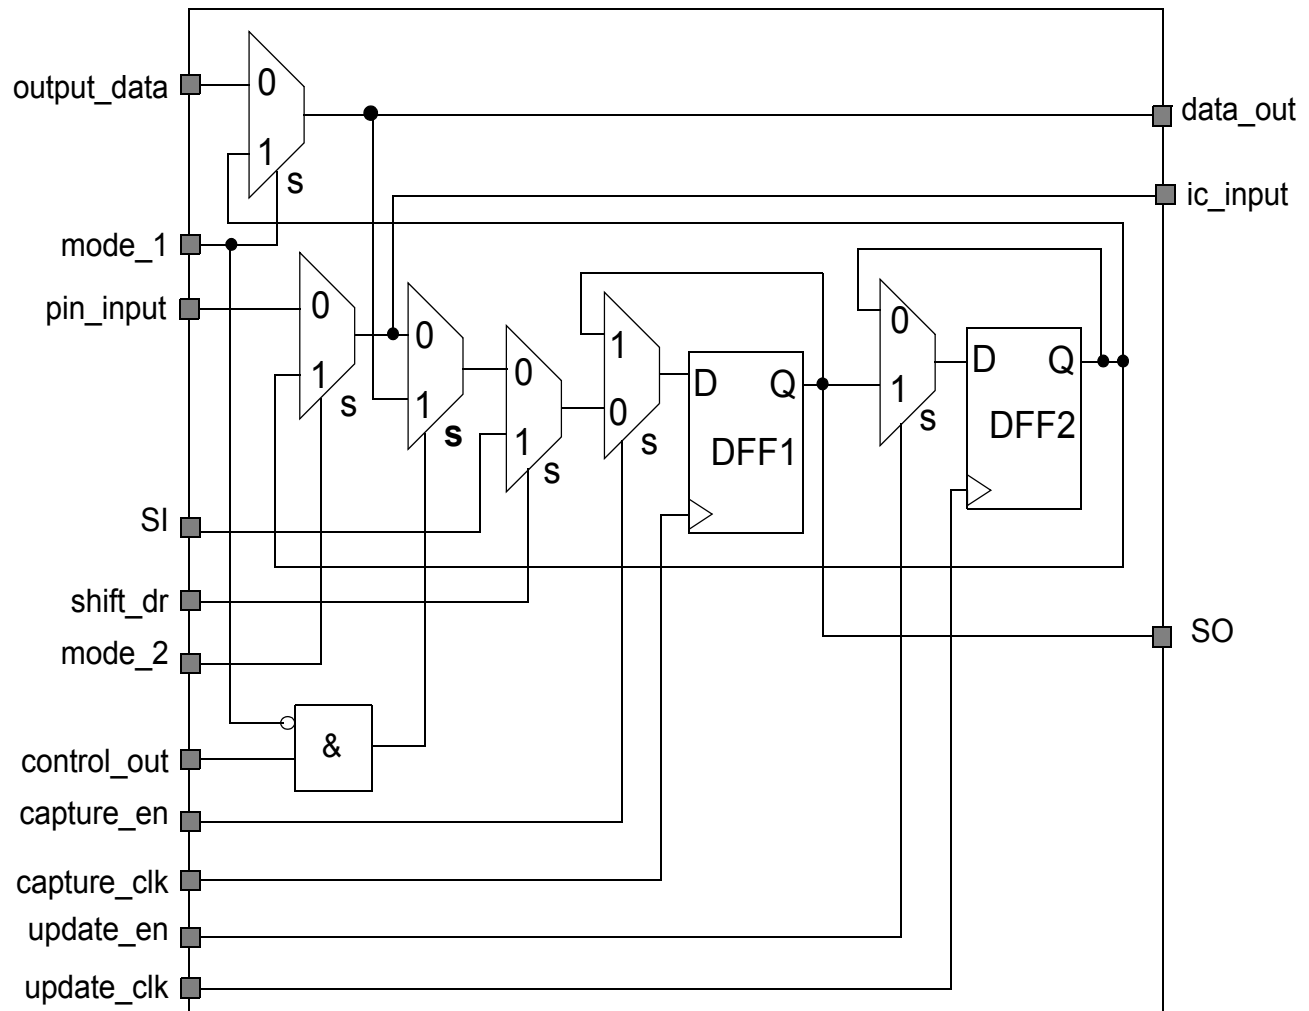 output_data
0
1
s
data_out
ic_input
mode_1
pin_input
0
1
s
0
1
s
0
1
s
1
0
s
D
Q
DFF1
0
1
s
D
Q
DFF2
SI
shift_dr
mode_2
SO
control_out
&
capture_en
capture_clk
update_en
update_clk